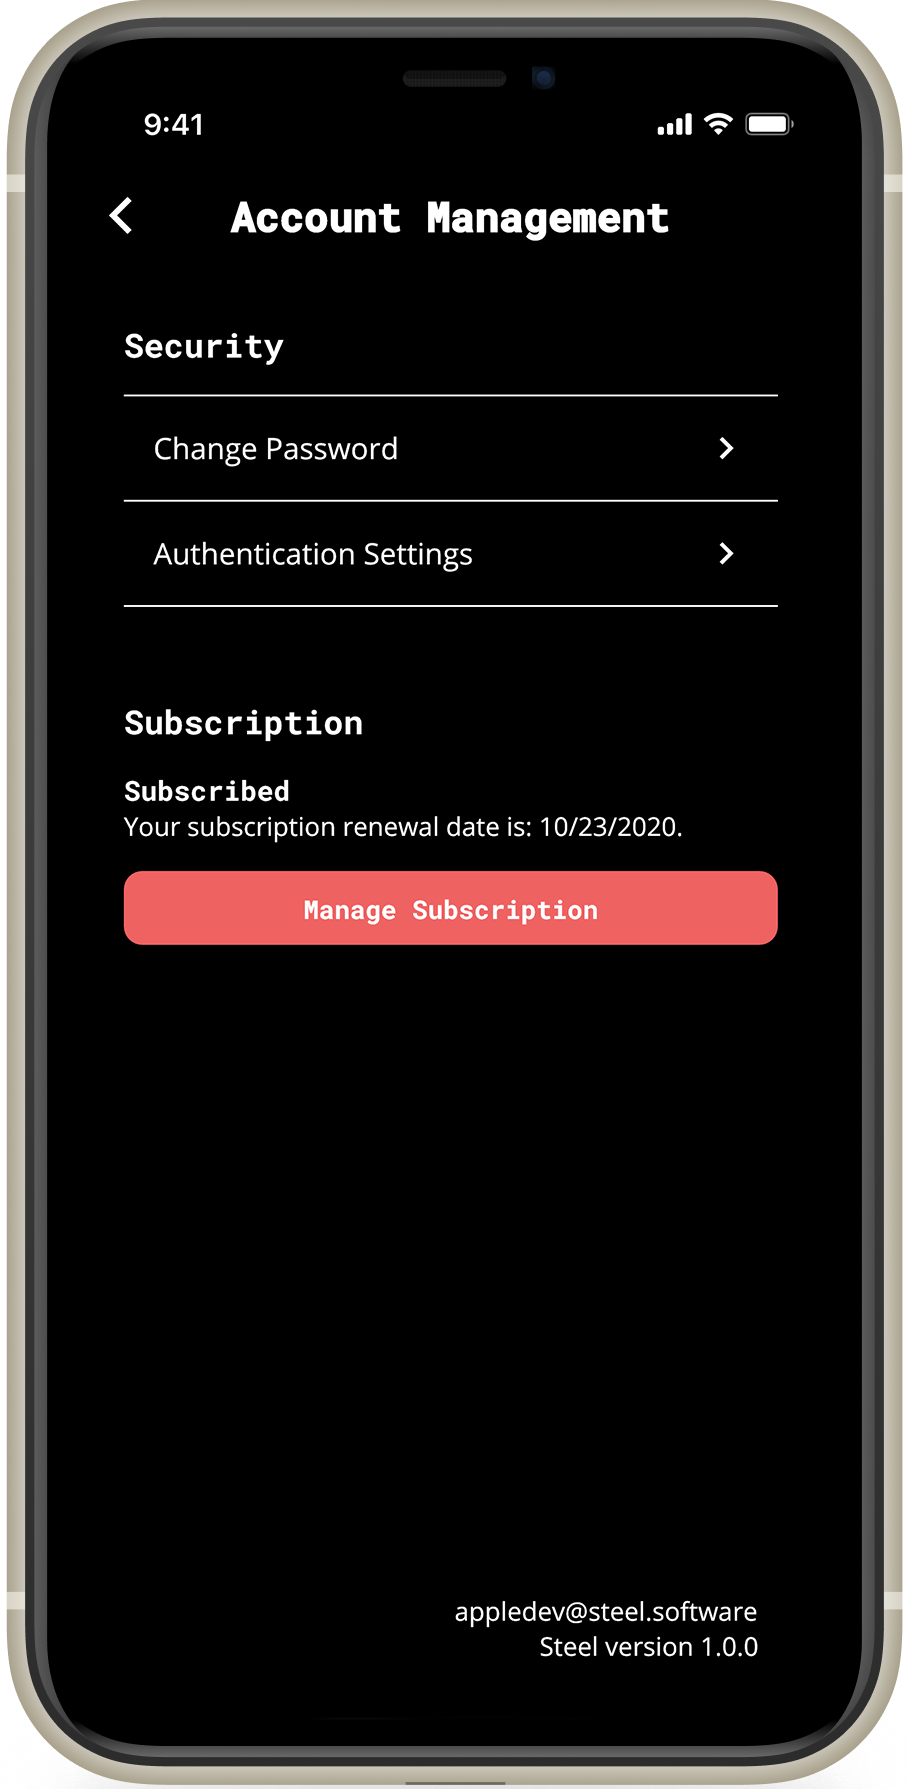 9:41
Account Management
Security
Change Password
Authentication Settings
Subscription
Subscribed
Your subscription renewal date is: 10/23/2020.
Manage Subscription
appledev@steel.software
Steel version 1.0.0